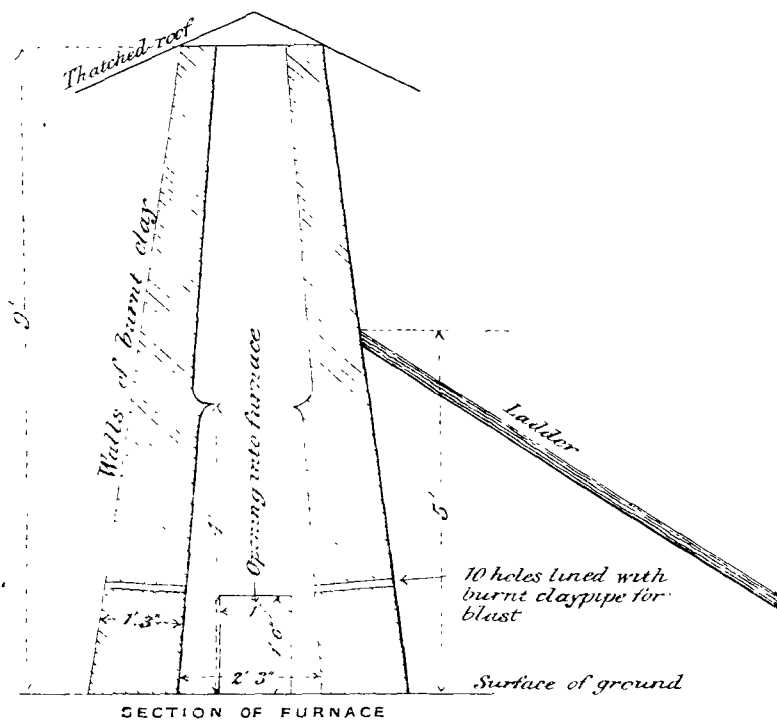 Thatched roof
9'
Walls of burnt clay
Opening into furnace
4'
5'
Ladder
10 holes lined with
burnt claypipe for
blast
1' 3"
1'
1' 6"
2' 3"
Surface of ground
SECTION OF FURNACE